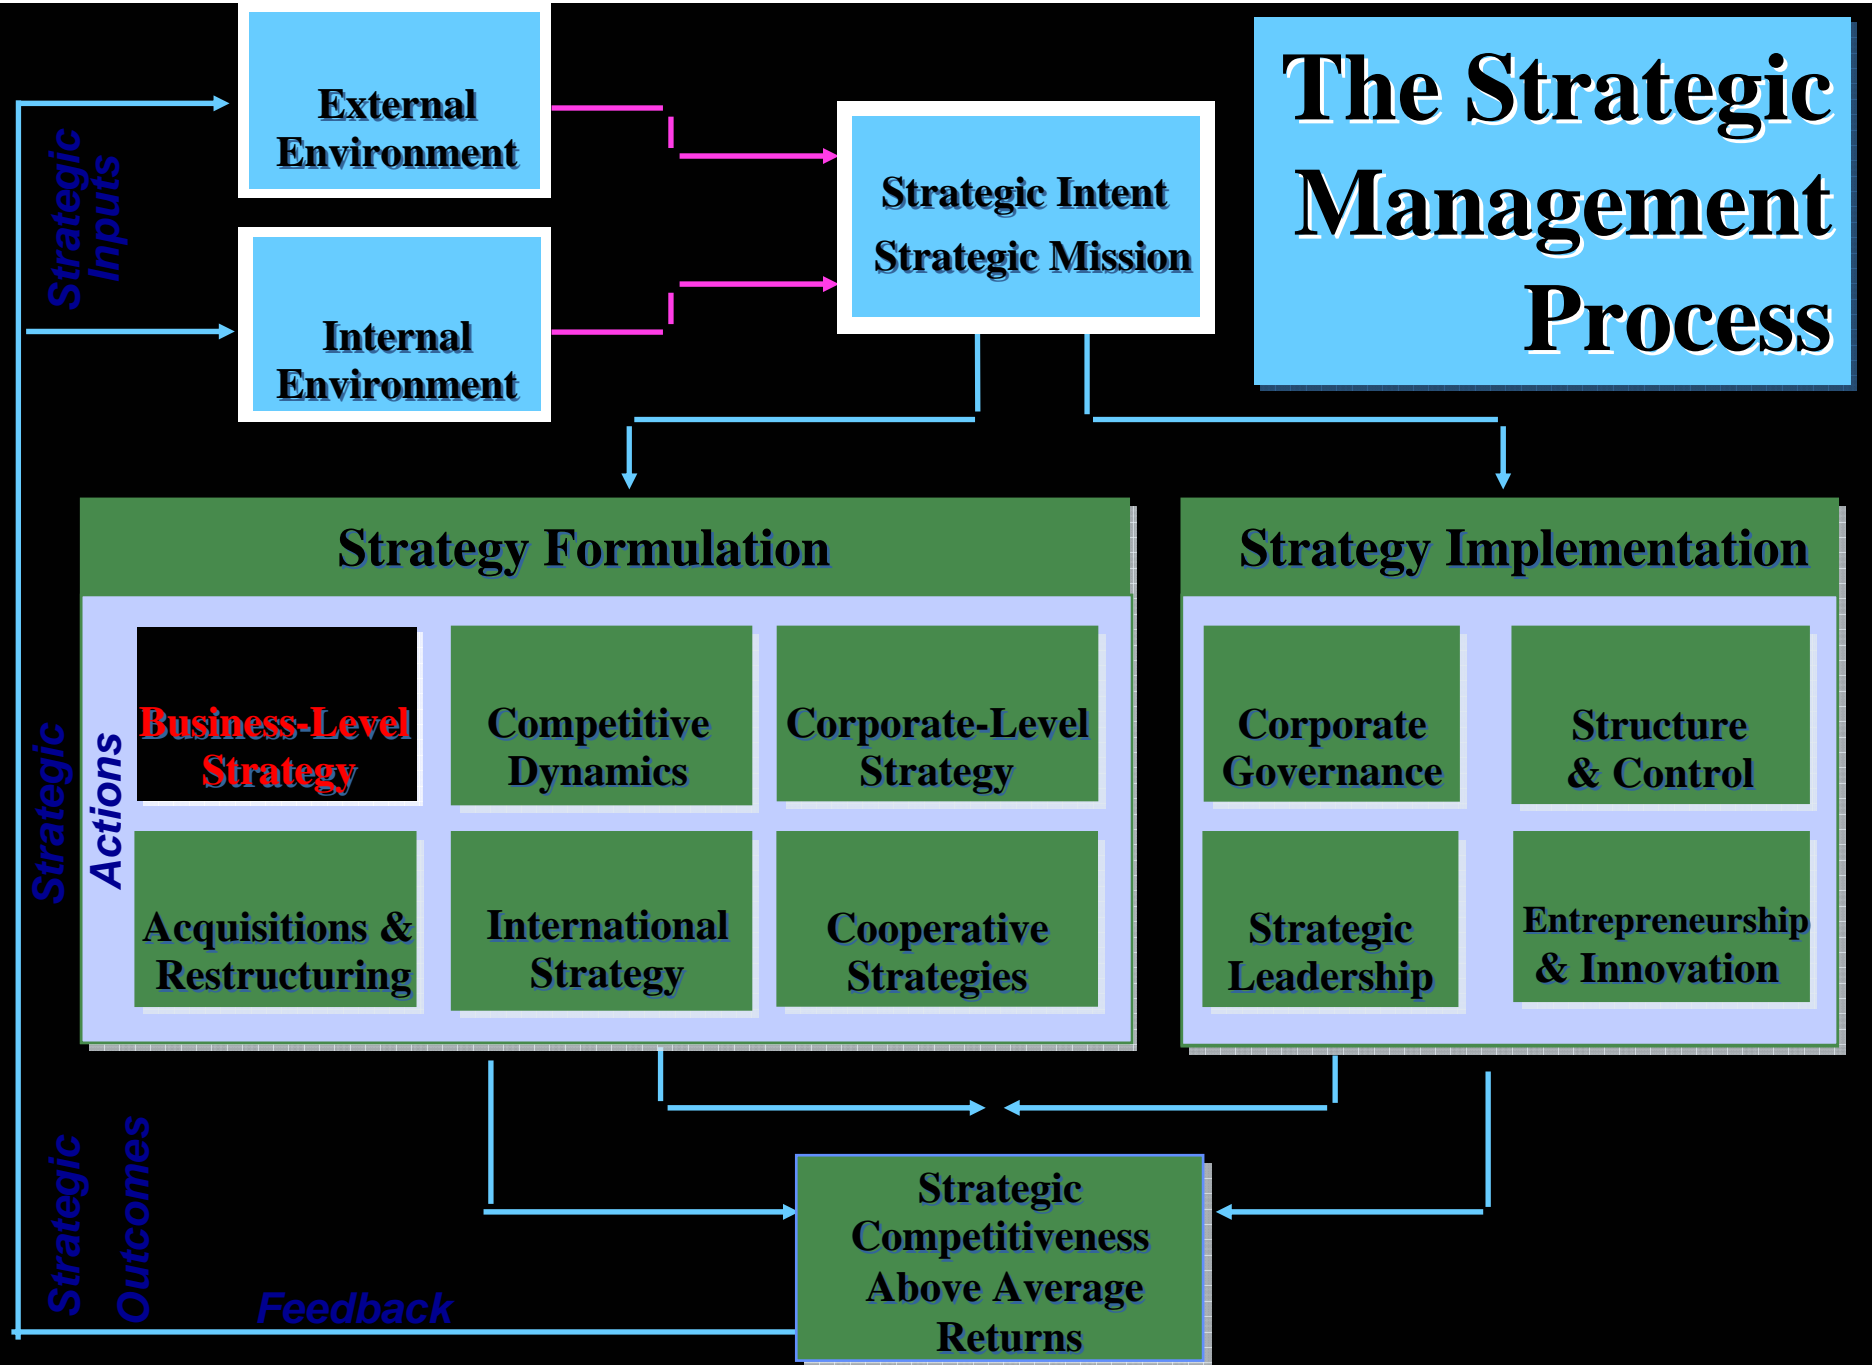 The Strategic
Management
Process
External
Environment
Internal
Environment
Strategic Intent
Strategic Mission
Strategic
Inputs
Strategy Formulation
Strategy Implementation
Strategic
Actions
Business-Level
Strategy
Competitive
Dynamics
Corporate-Level
Strategy
Corporate
Governance
Structure
& Control
Acquisitions &
Restructuring
International
Strategy
Cooperative
Strategies
Strategic
Leadership
Entrepreneurship
& Innovation
Strategic
Outcomes
Feedback
Strategic
Competitiveness
Above Average
Returns